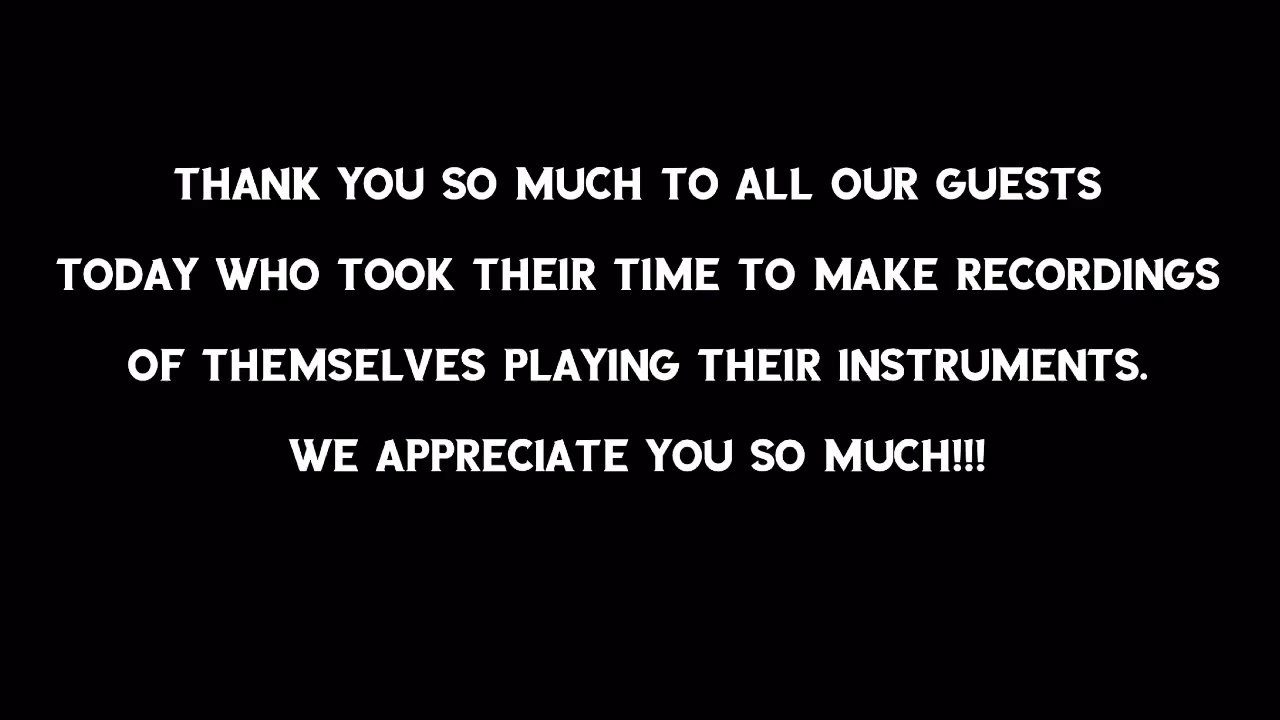 THANK YOU SO MUCH TO ALL OUR GUESTS
TODAY WHO TOOK THEIR TIME TO MAKE RECORDINGS
OF THEMSELVES PLAYING THEIR INSTRUMENTS.
WE APPRECIATE YOU SO MUCH!!!